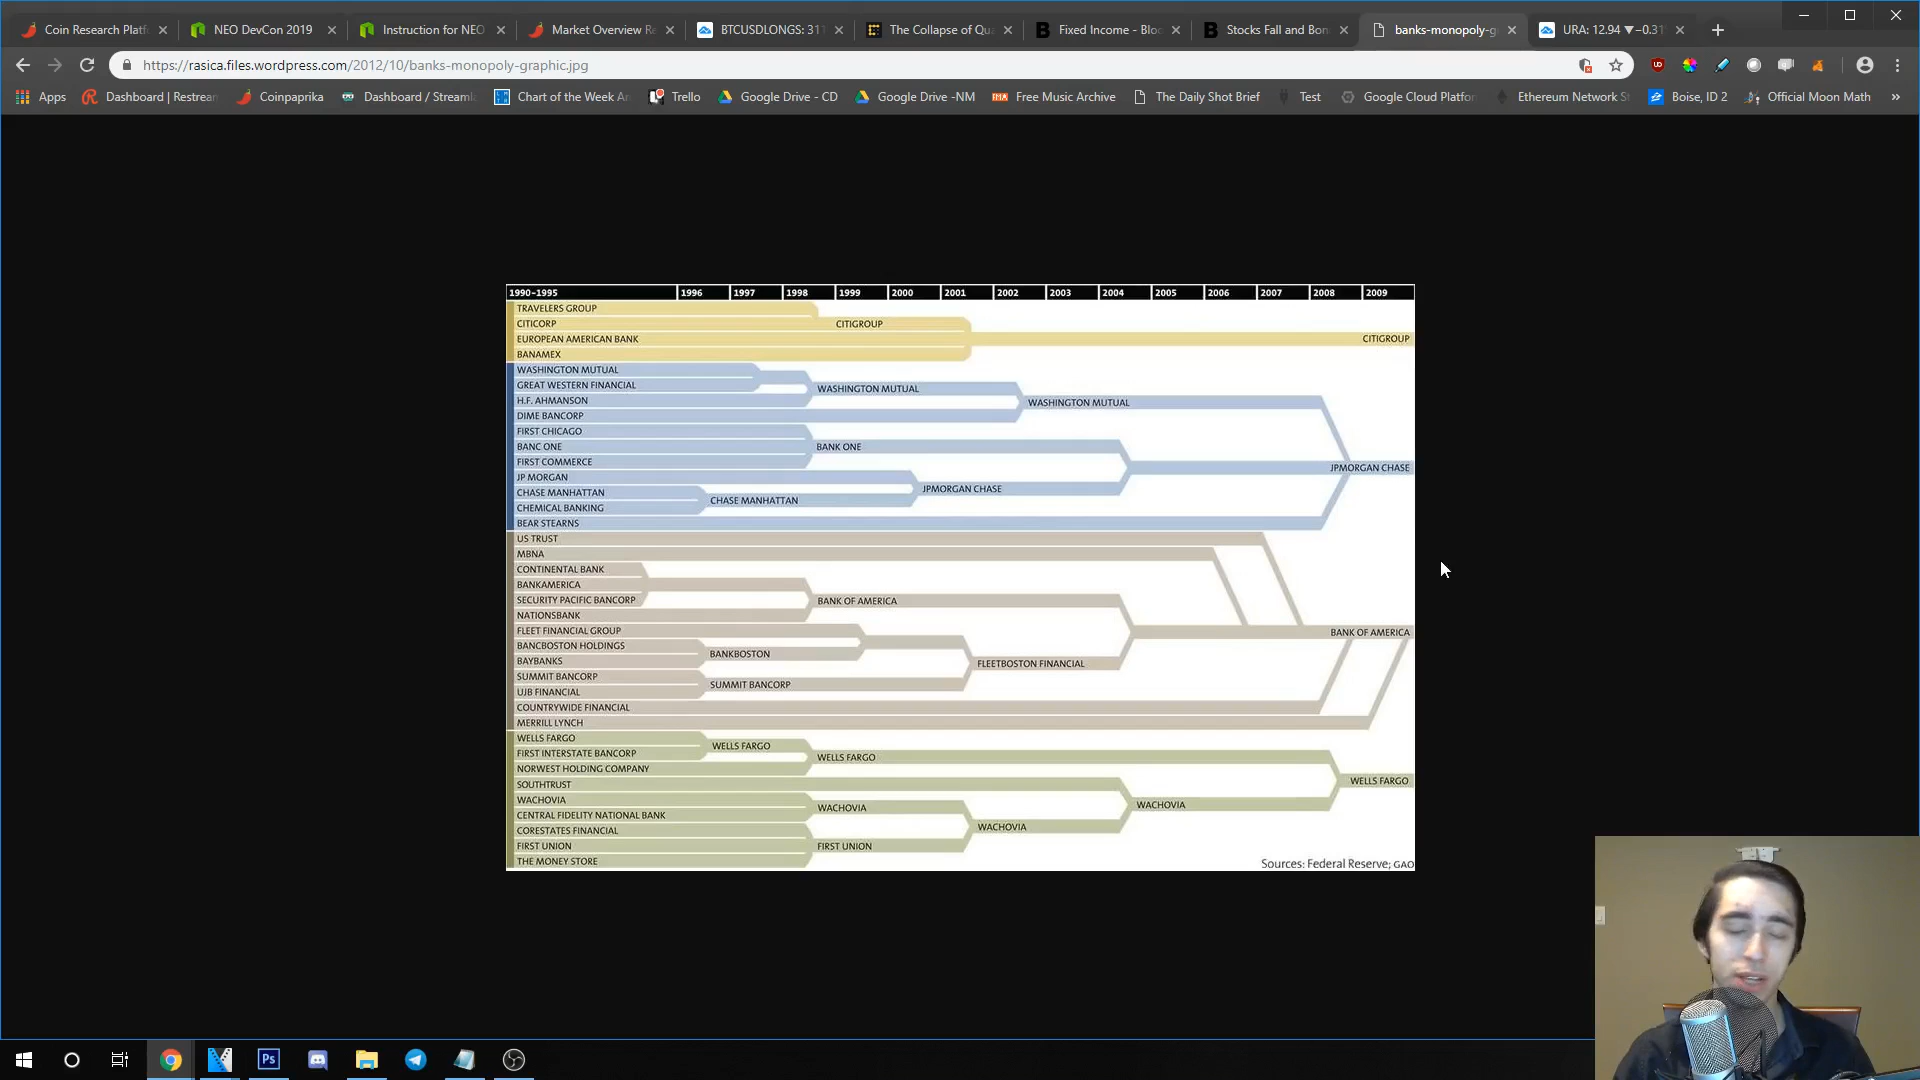 Coin Research Platf
NEO DevCon 2019
Instruction for NEO
Market Overview Re
BTCUSDLONGS: 311
The Collapse of Qua
Fixed Income - Bloo
Stocks Fall and Bon
banks-monopoly-g
URA: 12.94 ▼−0.31
https://rasica.files.wordpress.com/2012/10/banks-monopoly-graphic.jpg
Apps
Dashboard | Restrea
Coinpaprika
Dashboard / Streaml
Chart of the Week An
Trello
Google Drive - CD
Google Drive -NM
Free Music Archive
The Daily Shot Brief
Test
Google Cloud Platfor
Ethereum Network S
Boise, ID 2
Official Moon Math
1990–1995 1996 1997 1998 1999 2000 2001 2002 2003 2004 2005 2006 2007 2008 2009
TRAVELERS GROUP
CITICORP CITIGROUP
EUROPEAN AMERICAN BANK CITIGROUP
BANAMEX
WASHINGTON MUTUAL
GREAT WESTERN FINANCIAL WASHINGTON MUTUAL
H.F. AHMANSON WASHINGTON MUTUAL
DIME BANCORP
FIRST CHICAGO
BANC ONE BANK ONE
FIRST COMMERCE JPMORGAN CHASE
JP MORGAN JPMORGAN CHASE
CHASE MANHATTAN CHASE MANHATTAN
CHEMICAL BANKING
BEAR STEARNS
US TRUST
MBNA
CONTINENTAL BANK
BANKAMERICA
SECURITY PACIFIC BANCORP BANK OF AMERICA
NATIONSBANK
FLEET FINANCIAL GROUP BANK OF AMERICA
BANCBOSTON HOLDINGS BANKBOSTON
BAYBANKS FLEETBOSTON FINANCIAL
SUMMIT BANCORP SUMMIT BANCORP
UJB FINANCIAL
COUNTRYWIDE FINANCIAL
MERRILL LYNCH
WELLS FARGO WELLS FARGO
FIRST INTERSTATE BANCORP WELLS FARGO
NORWEST HOLDING COMPANY
SOUTHTRUST WELLS FARGO
WACHOVIA WACHOVIA WACHOVIA
CENTRAL FIDELITY NATIONAL BANK
CORESTATES FINANCIAL WACHOVIA
FIRST UNION FIRST UNION
THE MONEY STORE
Sources: Federal Reserve; GAO
Ps